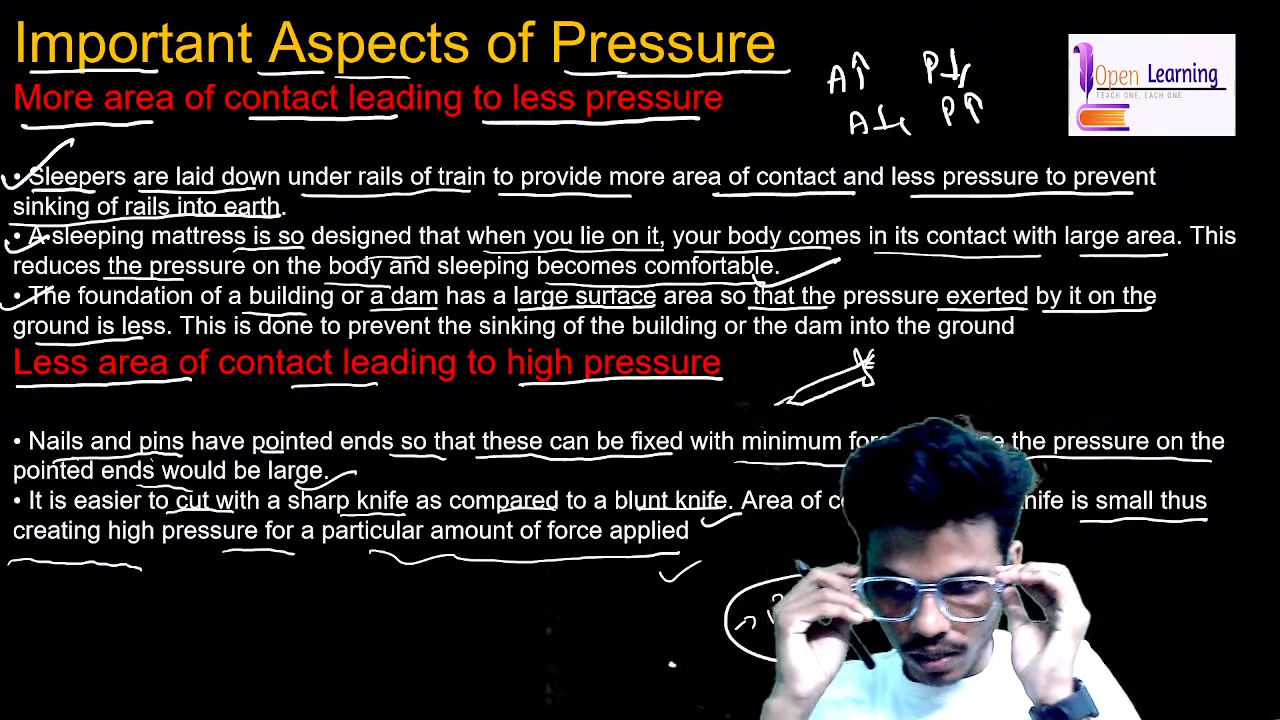 Important Aspects of Pressure
More area of contact leading to less pressure
A↑ P↓
A↓ P↑
Open Learning
TEACH ONE, EACH ONE
• Sleepers are laid down under rails of train to provide more area of contact and less pressure to prevent
sinking of rails into earth.
• A sleeping mattress is so designed that when you lie on it, your body comes in its contact with large area. This
reduces the pressure on the body and sleeping becomes comfortable.
• The foundation of a building or a dam has a large surface area so that the pressure exerted by it on the
ground is less. This is done to prevent the sinking of the building or the dam into the ground
Less area of contact leading to high pressure
• Nails and pins have pointed ends so that these can be fixed with minimum the pressure on the
pointed ends would be large.
• It is easier to cut with a sharp knife as compared to a blunt knife. Area of is small thus
creating high pressure for a particular amount of force applied